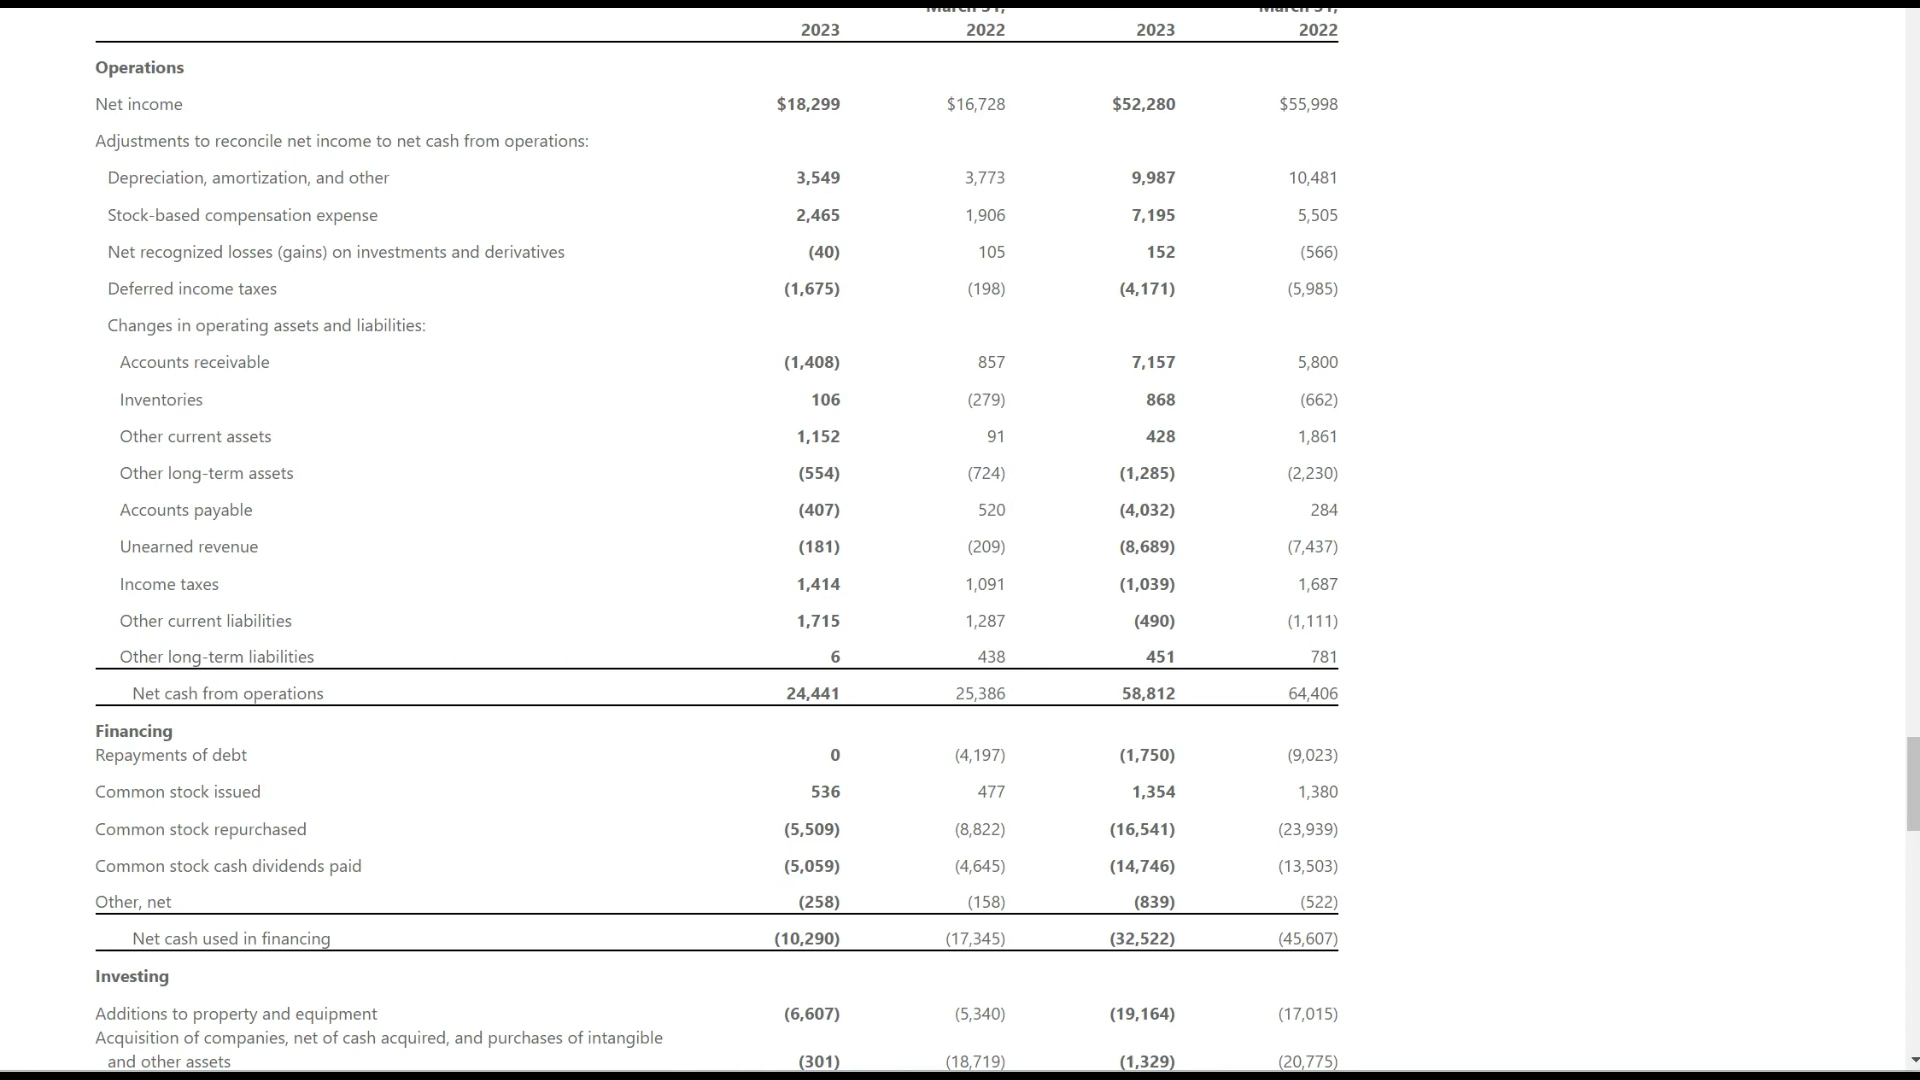 March 31, March 31,
2023 2022 2023 2022
Operations
Net income $18,299 $16,728 $52,280 $55,998
Adjustments to reconcile net income to net cash from operations:
Depreciation, amortization, and other 3,549 3,773 9,987 10,481
Stock-based compensation expense 2,465 1,906 7,195 5,505
Net recognized losses (gains) on investments and derivatives (40) 105 152 (566)
Deferred income taxes (1,675) (198) (4,171) (5,985)
Changes in operating assets and liabilities:
Accounts receivable (1,408) 857 7,157 5,800
Inventories 106 (279) 868 (662)
Other current assets 1,152 91 428 1,861
Other long-term assets (554) (724) (1,285) (2,230)
Accounts payable (407) 520 (4,032) 284
Unearned revenue (181) (209) (8,689) (7,437)
Income taxes 1,414 1,091 (1,039) 1,687
Other current liabilities 1,715 1,287 (490) (1,111)
Other long-term liabilities 6 438 451 781
Net cash from operations 24,441 25,386 58,812 64,406
Financing
Repayments of debt 0 (4,197) (1,750) (9,023)
Common stock issued 536 477 1,354 1,380
Common stock repurchased (5,509) (8,822) (16,541) (23,939)
Common stock cash dividends paid (5,059) (4,645) (14,746) (13,503)
Other, net (258) (158) (839) (522)
Net cash used in financing (10,290) (17,345) (32,522) (45,607)
Investing
Additions to property and equipment (6,607) (5,340) (19,164) (17,015)
Acquisition of companies, net of cash acquired, and purchases of intangible
and other assets (301) (18,719) (1,329) (20,775)